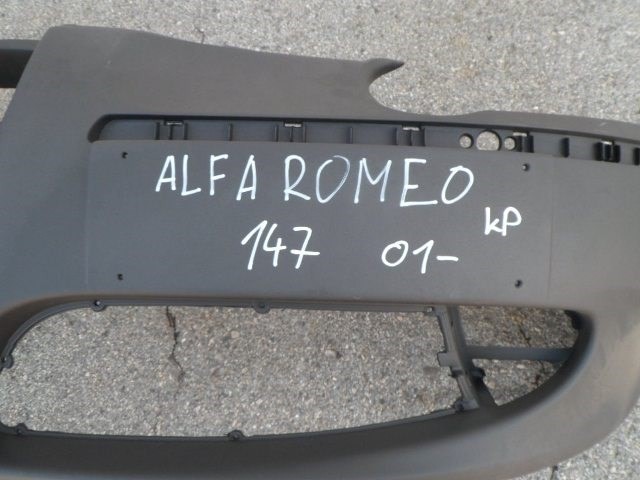 ALFA ROMEO
147 01- kP